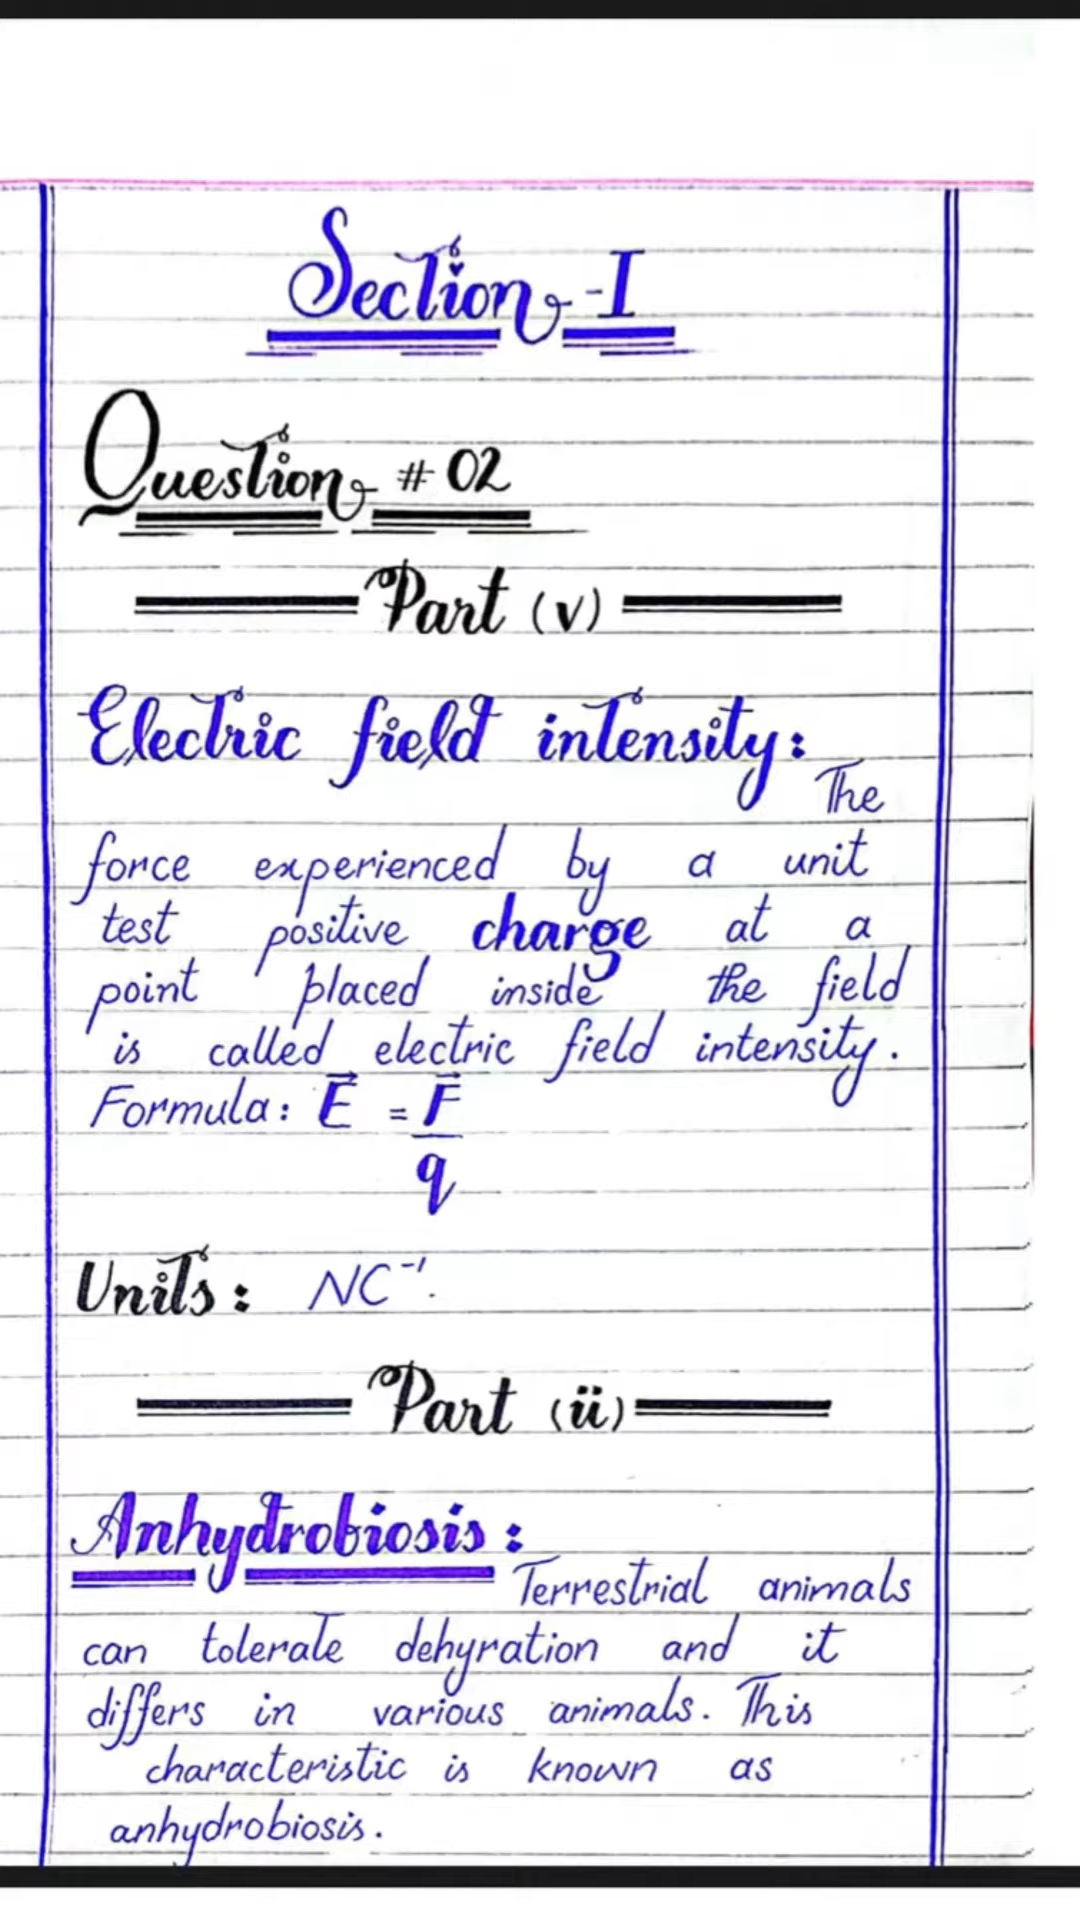 Section-I
Question # 02
Part (v)
Electric field intensity:
The
force experienced by a unit
test positive charge at a
point placed inside the field
is called electric field intensity.
Formula: E⃗ = F⃗
q
Units: NC⁻¹.
Part (ii)
Anhydrobiosis:
Terrestrial animals
can tolerate dehyration and it
differs in various animals. This
characteristic is known as
anhydrobiosis.